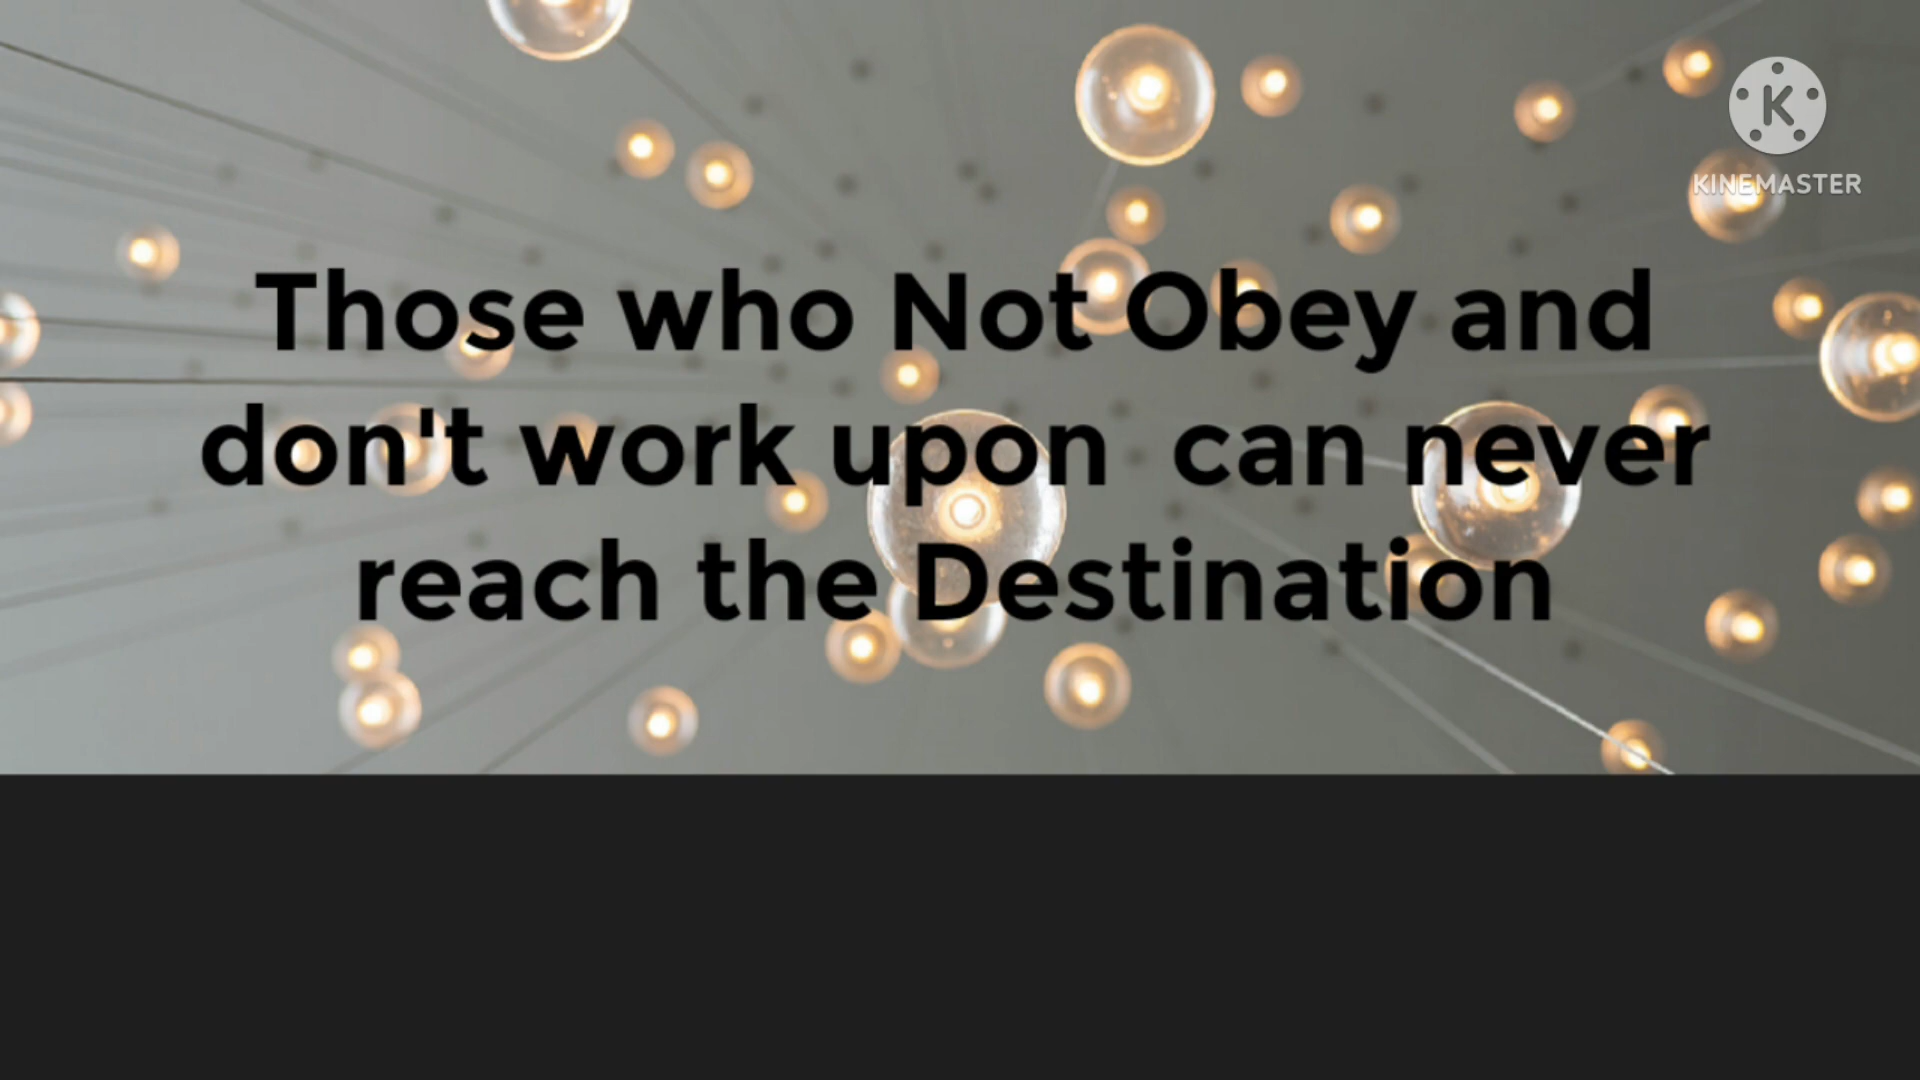 K
KINEMASTER
Those who Not Obey and
don't work upon  can never
reach the Destination